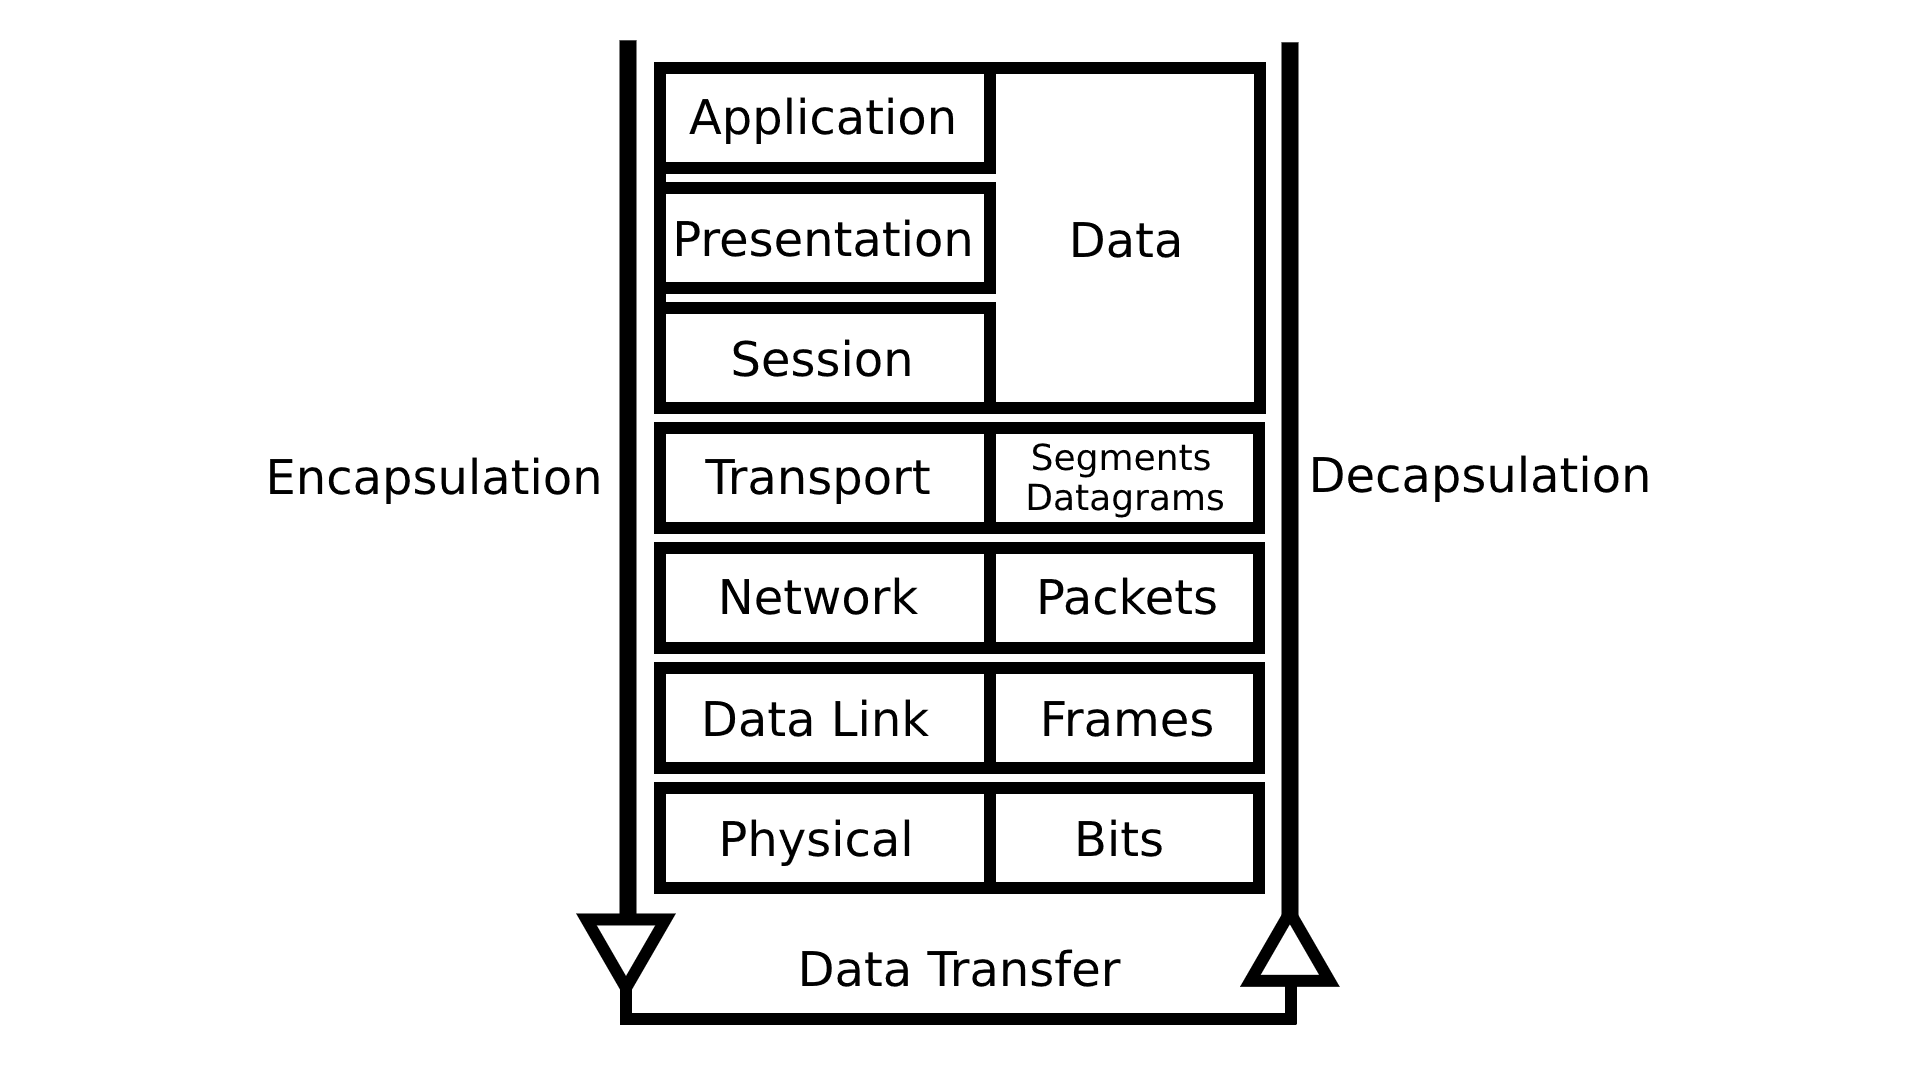 Application
Presentation
Data
Session
Encapsulation
Transport
Segments
Datagrams
Decapsulation
Network
Packets
Data Link
Frames
Physical
Bits
Data Transfer